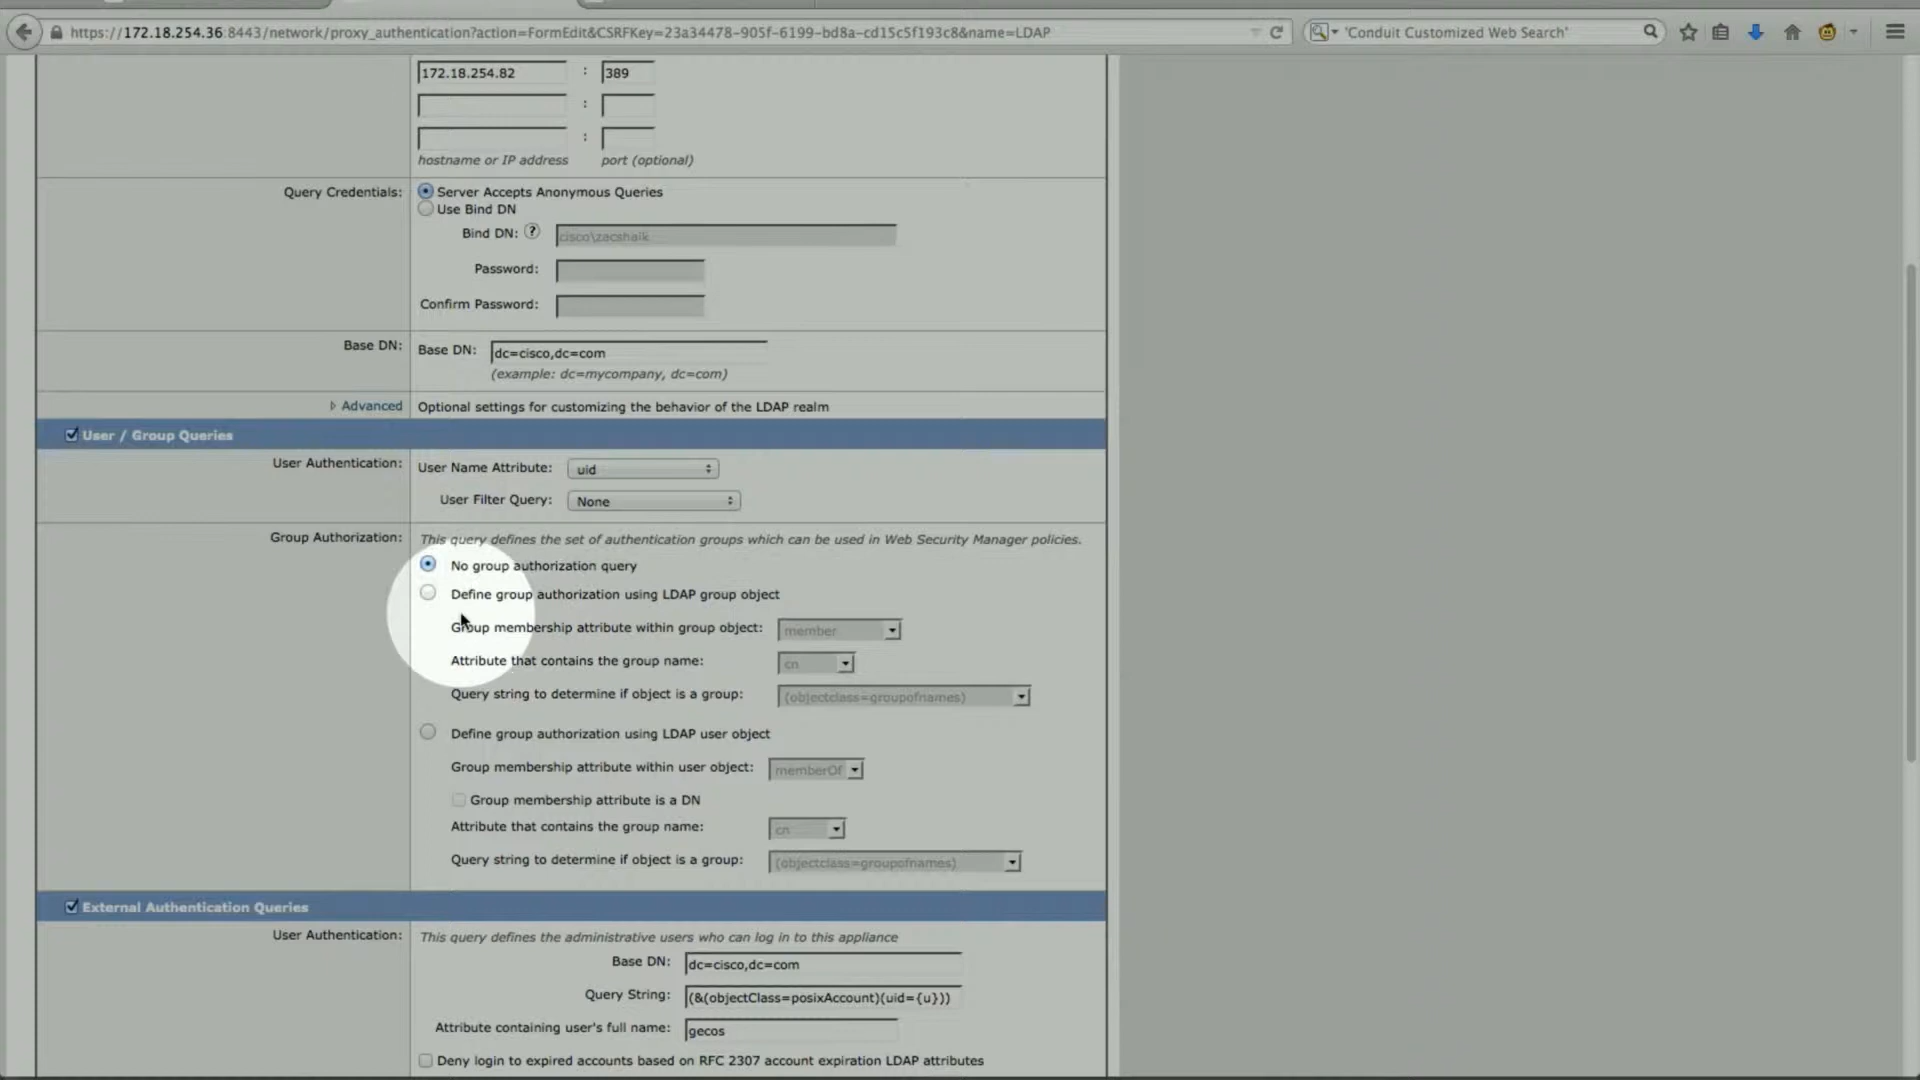 https://172.18.254.36:8443/network/proxy_authentication?action=FormEdit&CSRFKey=23a34478-905f-6199-bd8a-cd15c5f193c8&name=LDAP
'Conduit Customized Web Search'
172.18.254.82 : 389
:
:
hostname or IP address port (optional)
Query Credentials: Server Accepts Anonymous Queries
Use Bind DN
Bind DN: ? cisco\zacshaik
Password:
Confirm Password:
Base DN: Base DN: dc=cisco,dc=com
(example: dc=mycompany, dc=com)
Advanced Optional settings for customizing the behavior of the LDAP realm
User / Group Queries
User Authentication: User Name Attribute: uid
User Filter Query: None
Group Authorization: This query defines the set of authentication groups which can be used in Web Security Manager policies.
No group authorization query
Define group authorization using LDAP group object
Group membership attribute within group object: member
Attribute that contains the group name: cn
Query string to determine if object is a group: (objectclass=groupofnames)
Define group authorization using LDAP user object
Group membership attribute within user object: memberOf
Group membership attribute is a DN
Attribute that contains the group name: cn
Query string to determine if object is a group: (objectclass=groupofnames)
External Authentication Queries
User Authentication: This query defines the administrative users who can log in to this appliance
Base DN: dc=cisco,dc=com
Query String: (&(objectClass=posixAccount)(uid={u}))
Attribute containing user's full name: gecos
Deny login to expired accounts based on RFC 2307 account expiration LDAP attributes